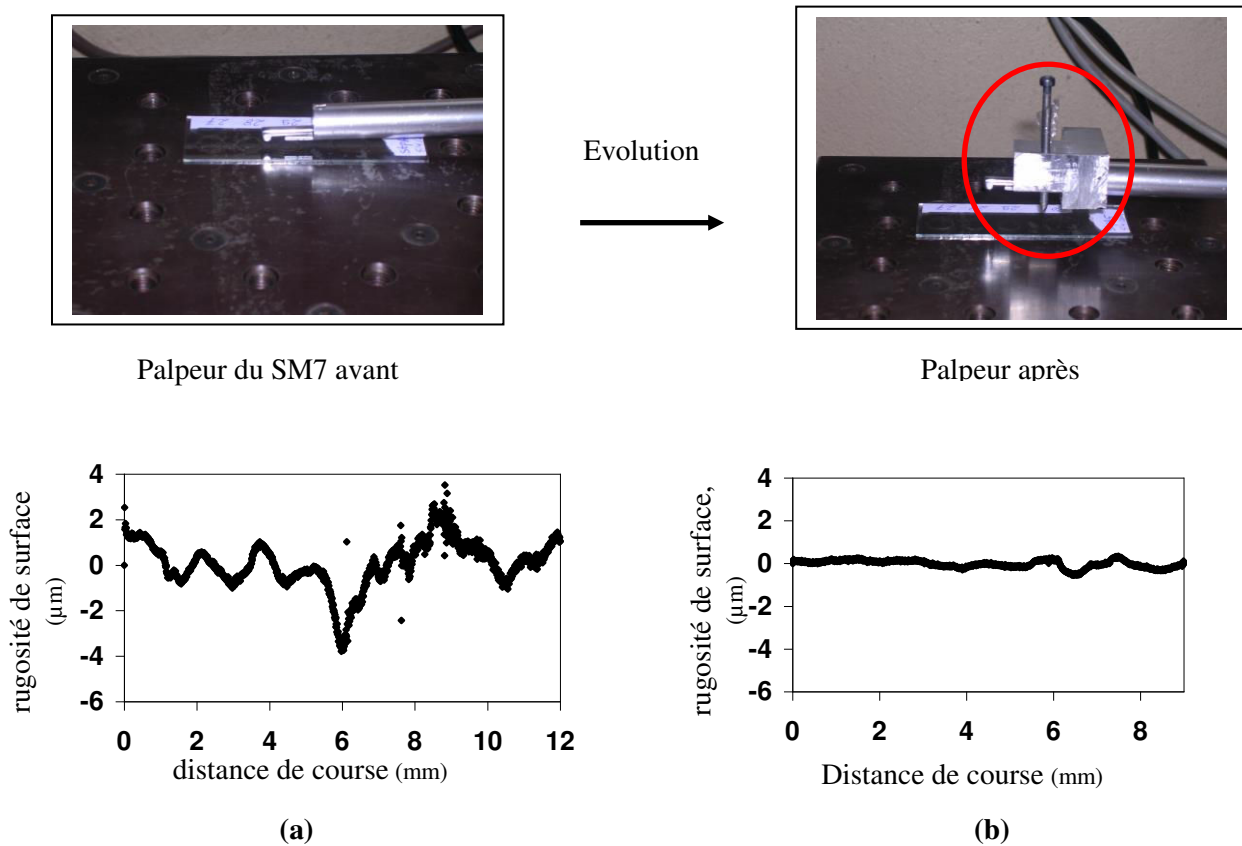 Evolution
Palpeur du SM7 avant
Palpeur après
4
2
0
-2
-4
-6
rugosité de surface
(µm)
0 2 4 6 8 10 12
distance de course (mm)
(a)
4
2
0
-2
-4
-6
rugosité de surface,
(µm)
0 2 4 6 8
Distance de course (mm)
(b)